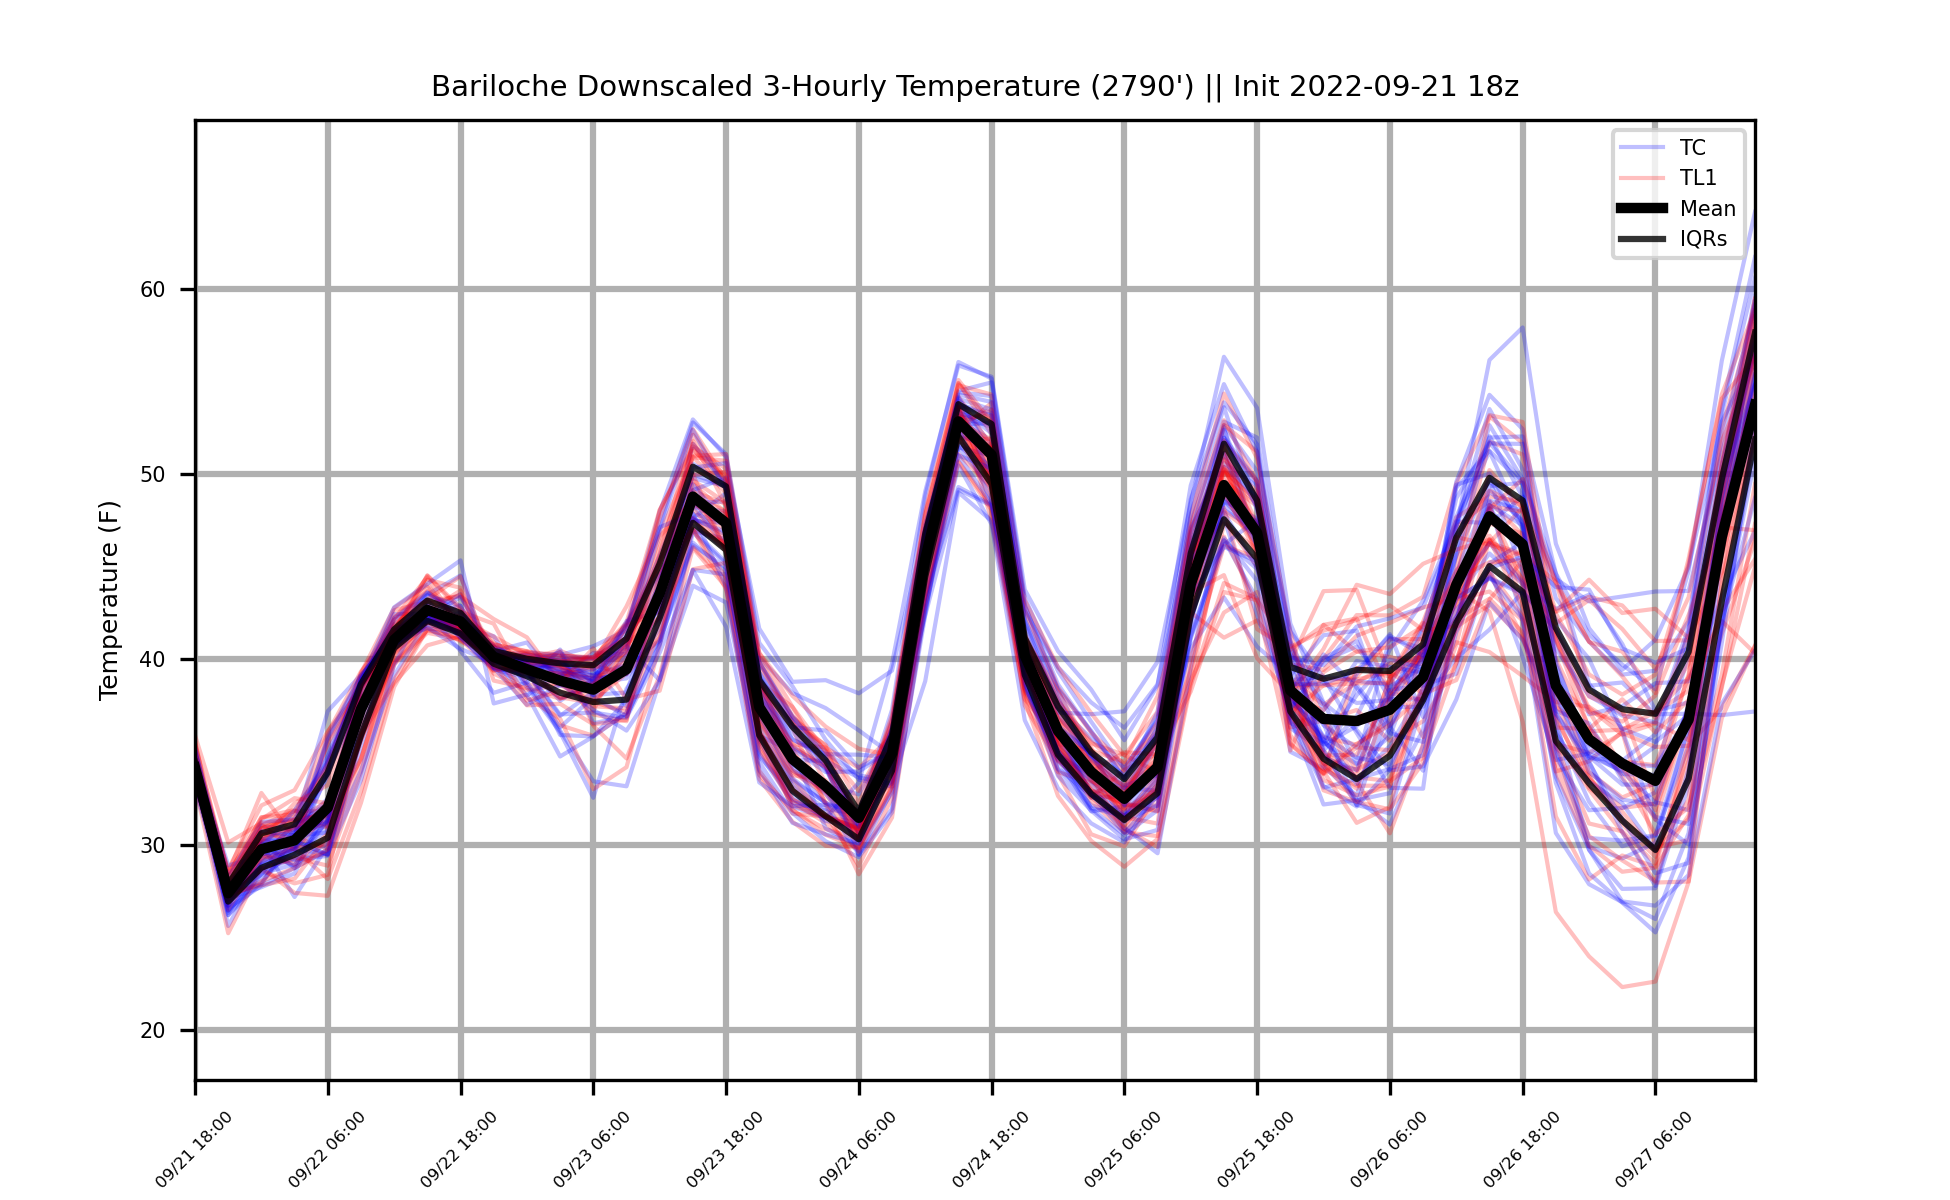 Bariloche Downscaled 3-Hourly Temperature (2790') || Init 2022-09-21 18z
TC
TL1
Mean
IQRs
Temperature (F)
60
50
40
30
20
09/21 18:00
09/22 06:00
09/22 18:00
09/23 06:00
09/23 18:00
09/24 06:00
09/24 18:00
09/25 06:00
09/25 18:00
09/26 06:00
09/26 18:00
09/27 06:00